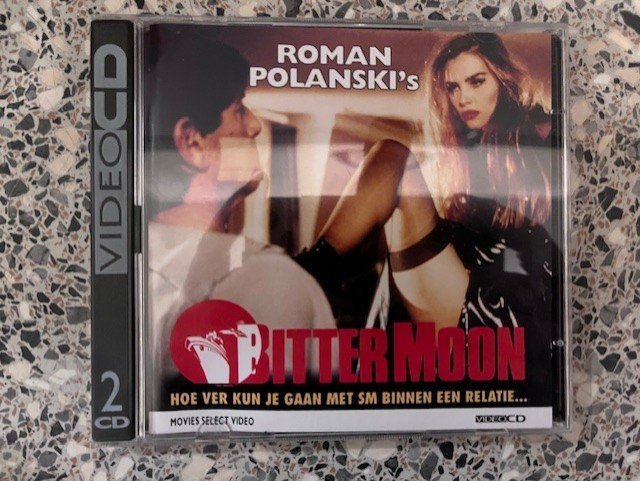 VIDEO CD
2
CD
ROMAN
POLANSKI's
BITTER MOON
HOE VER KUN JE GAAN MET SM BINNEN EEN RELATIE...
MOVIES SELECT VIDEO
VIDEO CD